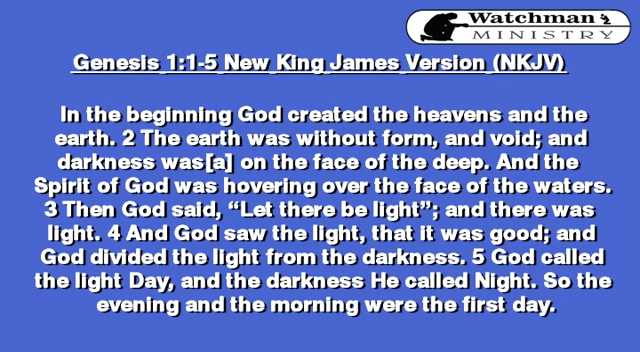 Watchman
MINISTRY
Genesis 1:1-5 New King James Version (NKJV)
In the beginning God created the heavens and the
earth. 2 The earth was without form, and void; and
darkness was[a] on the face of the deep. And the
Spirit of God was hovering over the face of the waters.
3 Then God said, “Let there be light”; and there was
light. 4 And God saw the light, that it was good; and
God divided the light from the darkness. 5 God called
the light Day, and the darkness He called Night. So the
evening and the morning were the first day.